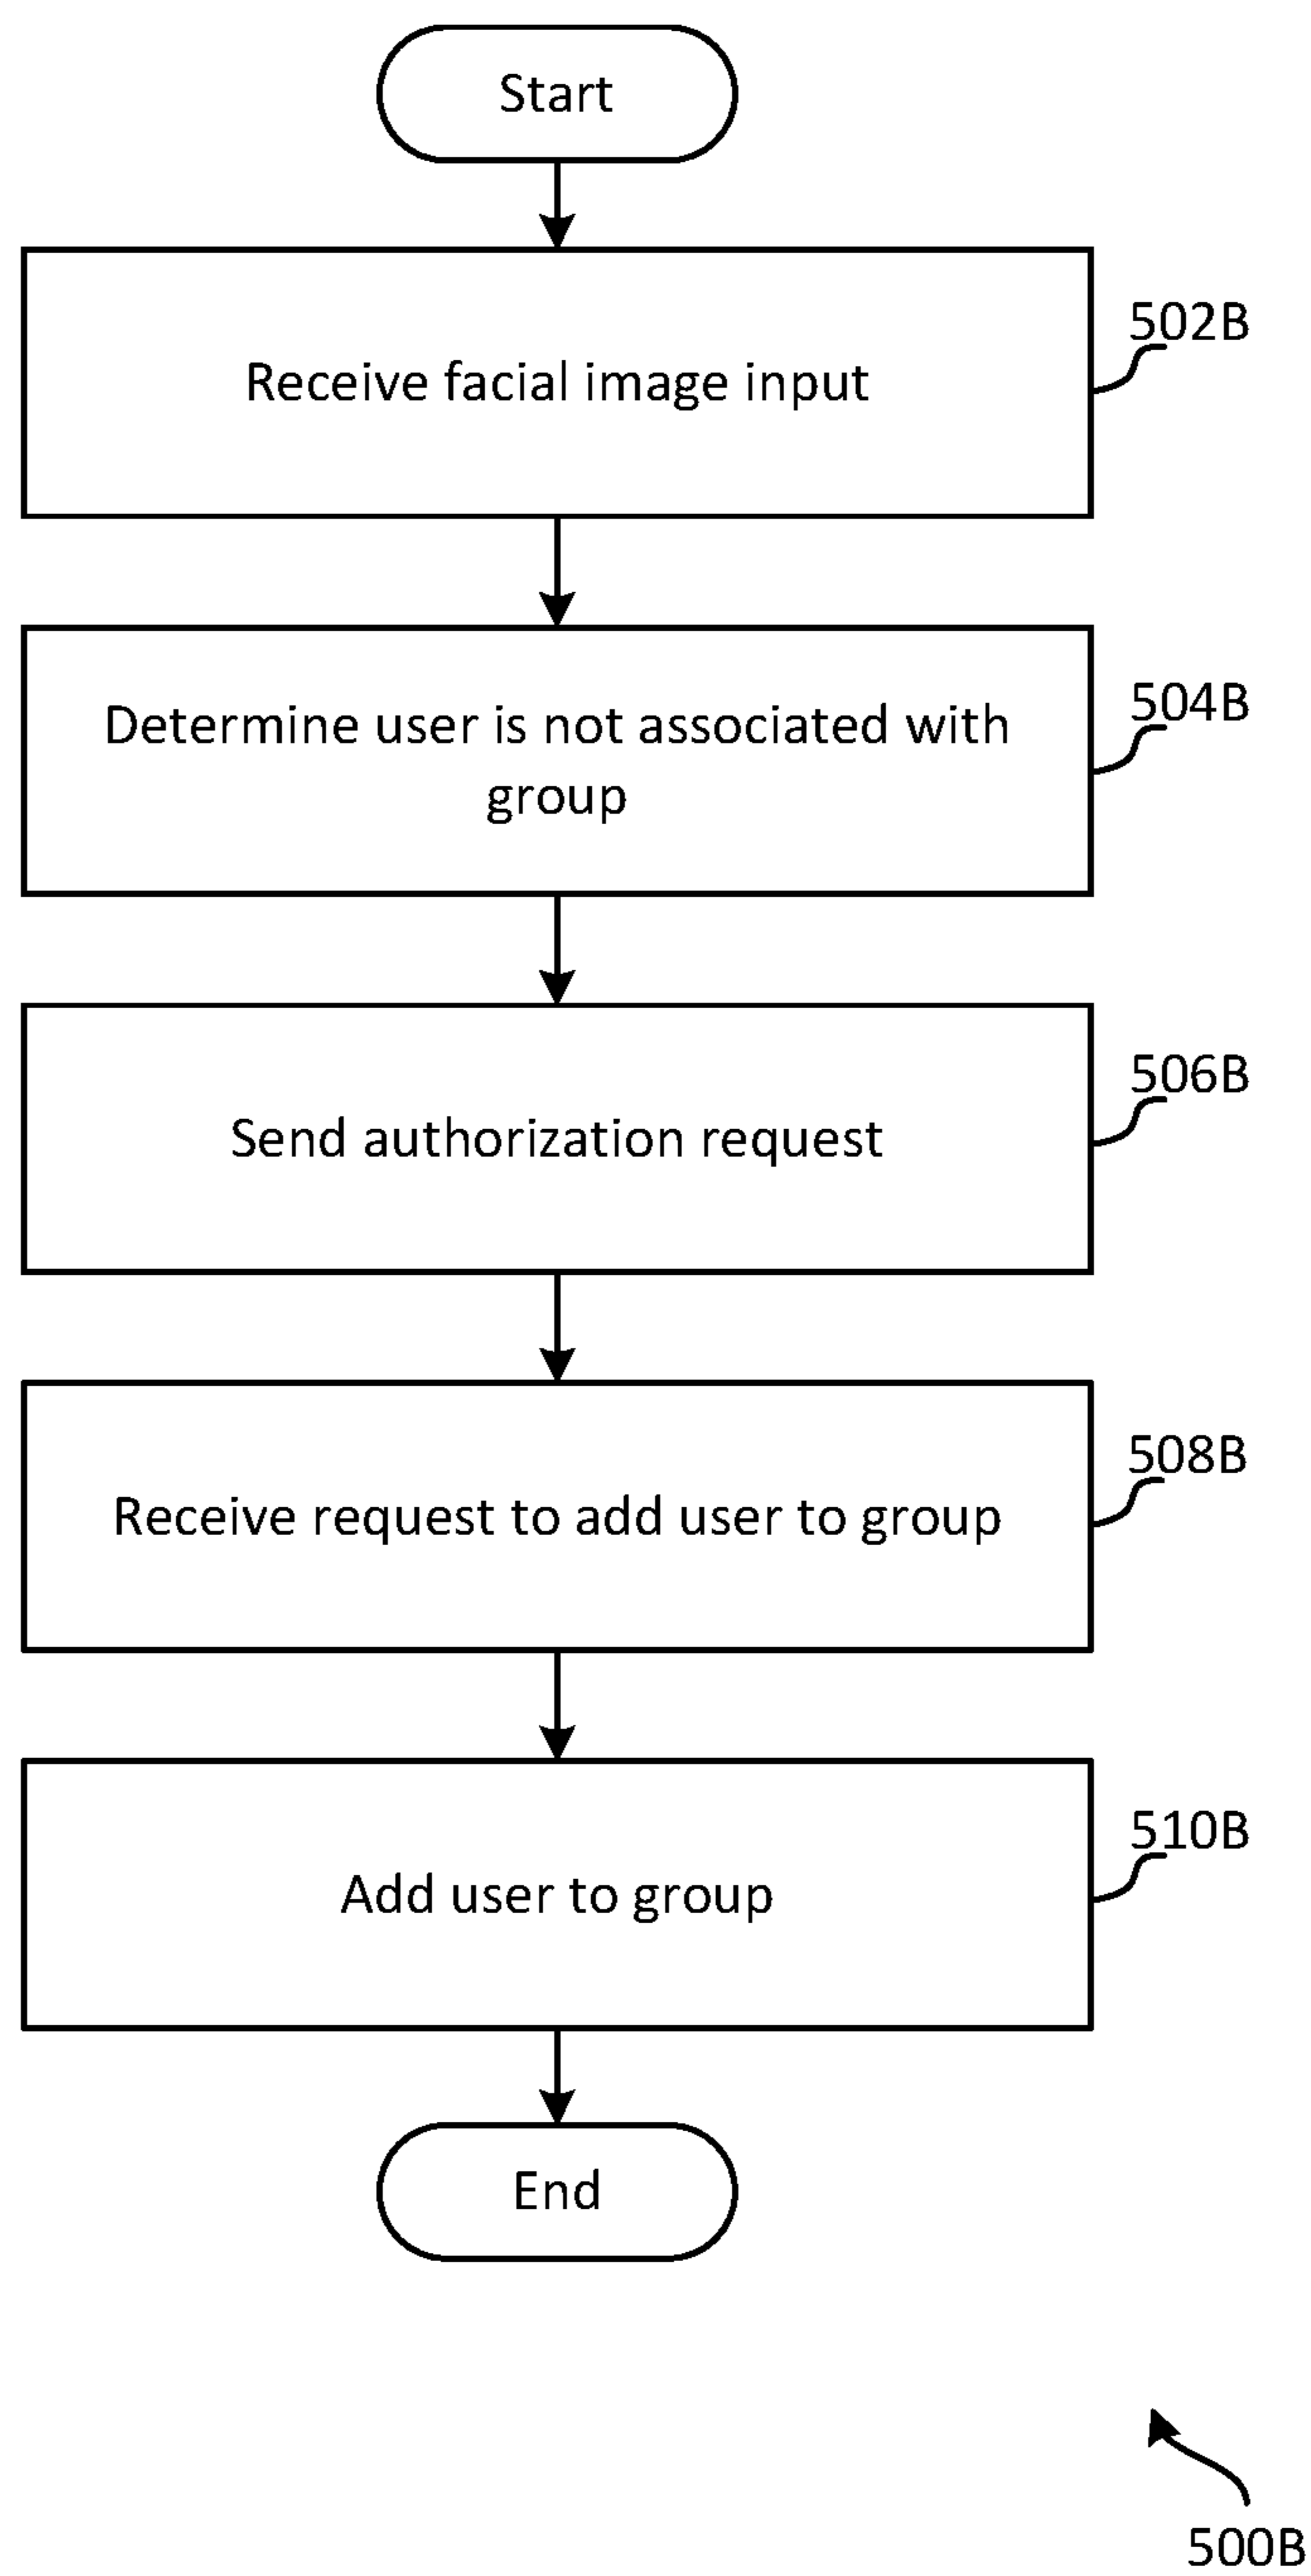 Start
502B
Receive facial image input
504B
Determine user is not associated with
group
506B
Send authorization request
508B
Receive request to add user to group
510B
Add user to group
End
500B